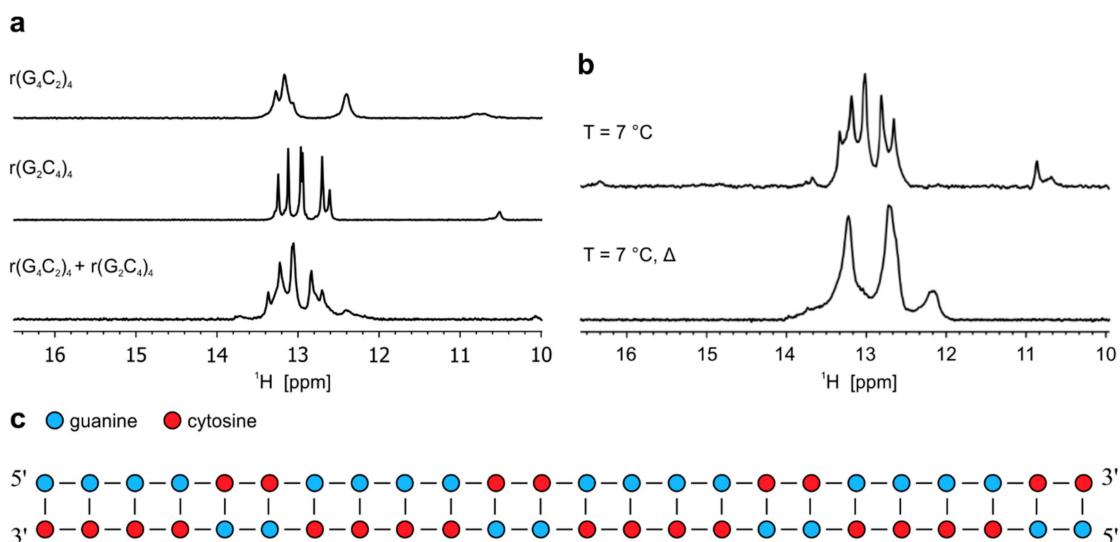 a
r(G₄C₂)₄
r(G₂C₄)₄
r(G₄C₂)₄ + r(G₂C₄)₄
16 15 14 13 12 11 10
¹H [ppm]
b
T = 7 °C
T = 7 °C, Δ
16 15 14 13 12 11 10
¹H [ppm]
c guanine cytosine
5' 3'
3' 5'